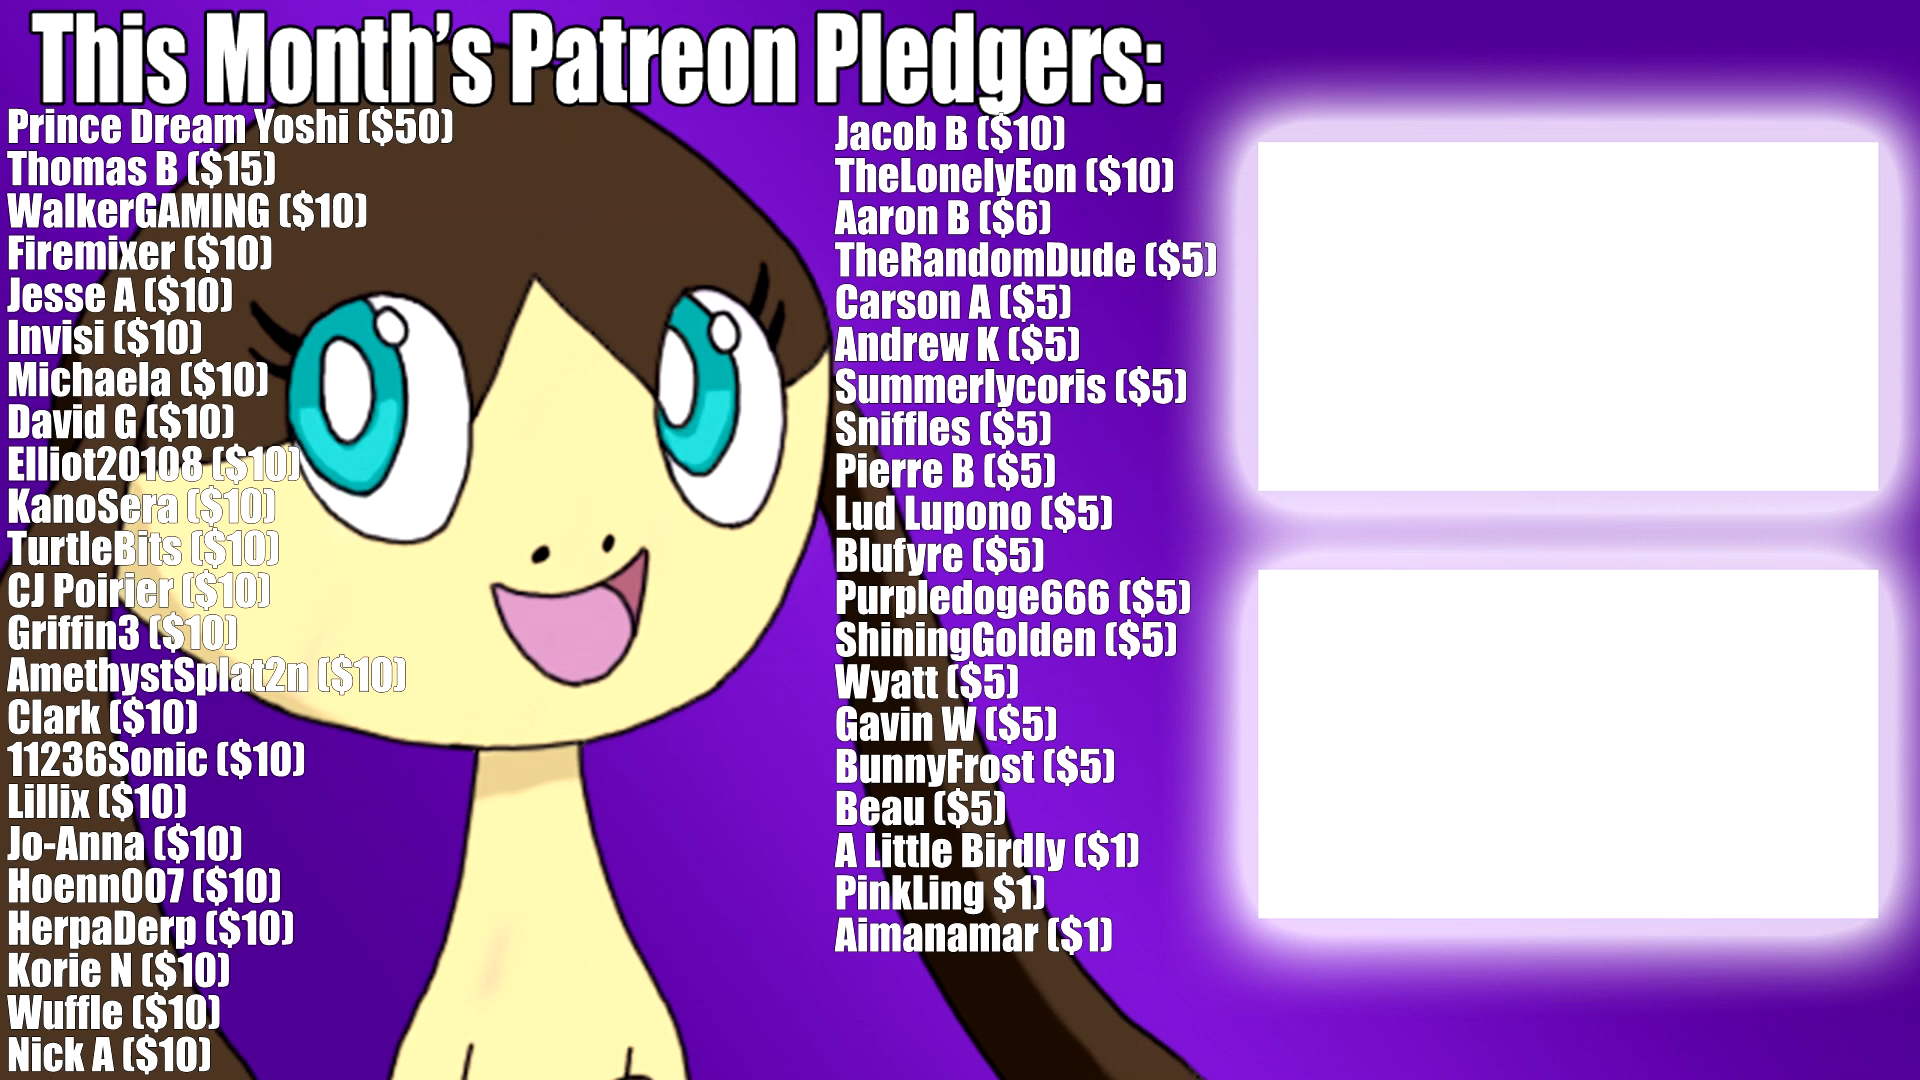 This Month's Patreon Pledgers:
Prince Dream Yoshi ($50)
Thomas B ($15)
WalkerGAMING ($10)
Firemixer ($10)
Jesse A ($10)
Invisi ($10)
Michaela ($10)
David G ($10)
Elliot20108 ($10)
KanoSera ($10)
TurtleBits ($10)
CJ Poirier ($10)
Griffin3 ($10)
AmethystSplat2n ($10)
Clark ($10)
11236Sonic ($10)
Lillix ($10)
Jo-Anna ($10)
Hoenn007 ($10)
HerpaDerp ($10)
Korie N ($10)
Wuffle ($10)
Nick A ($10)
Jacob B ($10)
TheLonelyEon ($10)
Aaron B ($6)
TheRandomDude ($5)
Carson A ($5)
Andrew K ($5)
Summerlycoris ($5)
Sniffles ($5)
Pierre B ($5)
Lud Lupono ($5)
Blufyre ($5)
Purpledoge666 ($5)
ShiningGolden ($5)
Wyatt ($5)
Gavin W ($5)
BunnyFrost ($5)
Beau ($5)
A Little Birdly ($1)
PinkLing $1)
Aimanamar ($1)